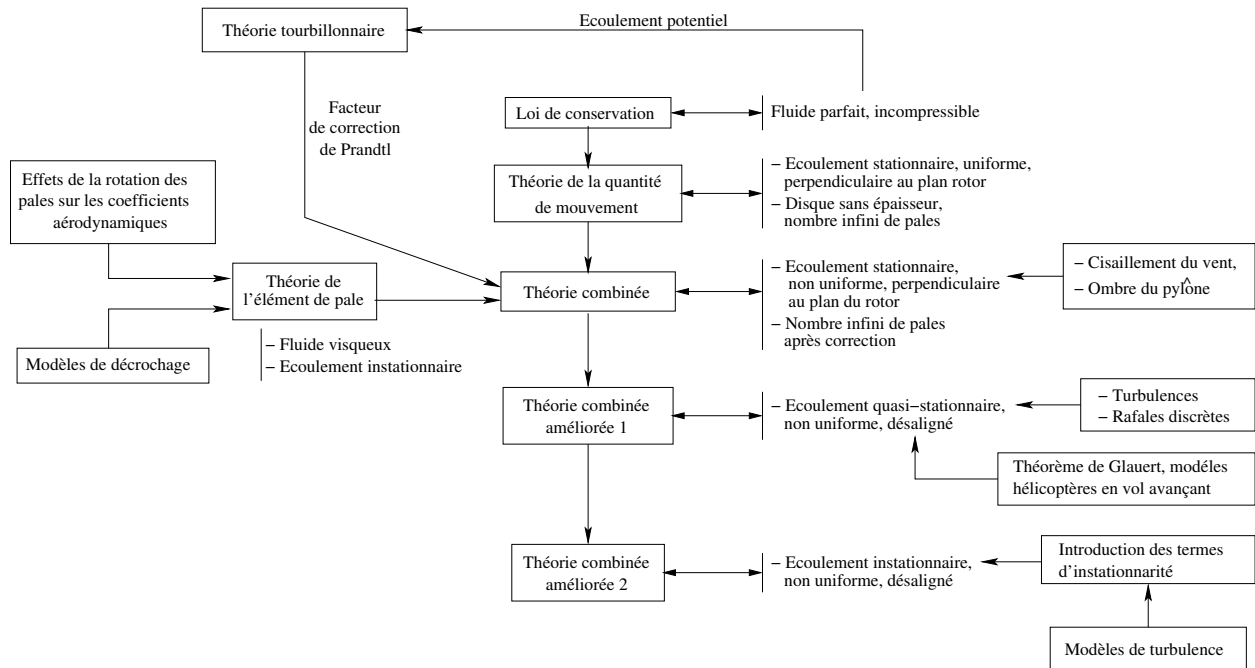 Ecoulement potentiel
Théorie tourbillonnaire
Facteur
de correction
de Prandtl
Loi de conservation
Fluide parfait, incompressible
Effets de la rotation des
pales sur les coefficients
aérodynamiques
Théorie de la quantité
de mouvement
– Ecoulement stationnaire, uniforme,
perpendiculaire au plan rotor
– Disque sans épaisseur,
nombre infini de pales
Théorie de
l'élément de pale
Théorie combinée
– Ecoulement stationnaire,
non uniforme, perpendiculaire
au plan du rotor
– Nombre infini de pales
après correction
– Cisaillement du vent,
– Ombre du pylône
Modèles de décrochage
– Fluide visqueux
– Ecoulement instationnaire
Théorie combinée
améliorée 1
– Ecoulement quasi–stationnaire,
non uniforme, désaligné
– Turbulences
– Rafales discrètes
Théorème de Glauert, modéles
hélicoptères en vol avançant
Théorie combinée
améliorée 2
– Ecoulement instationnaire,
non uniforme, désaligné
Introduction des termes
d'instationnarité
Modèles de turbulence